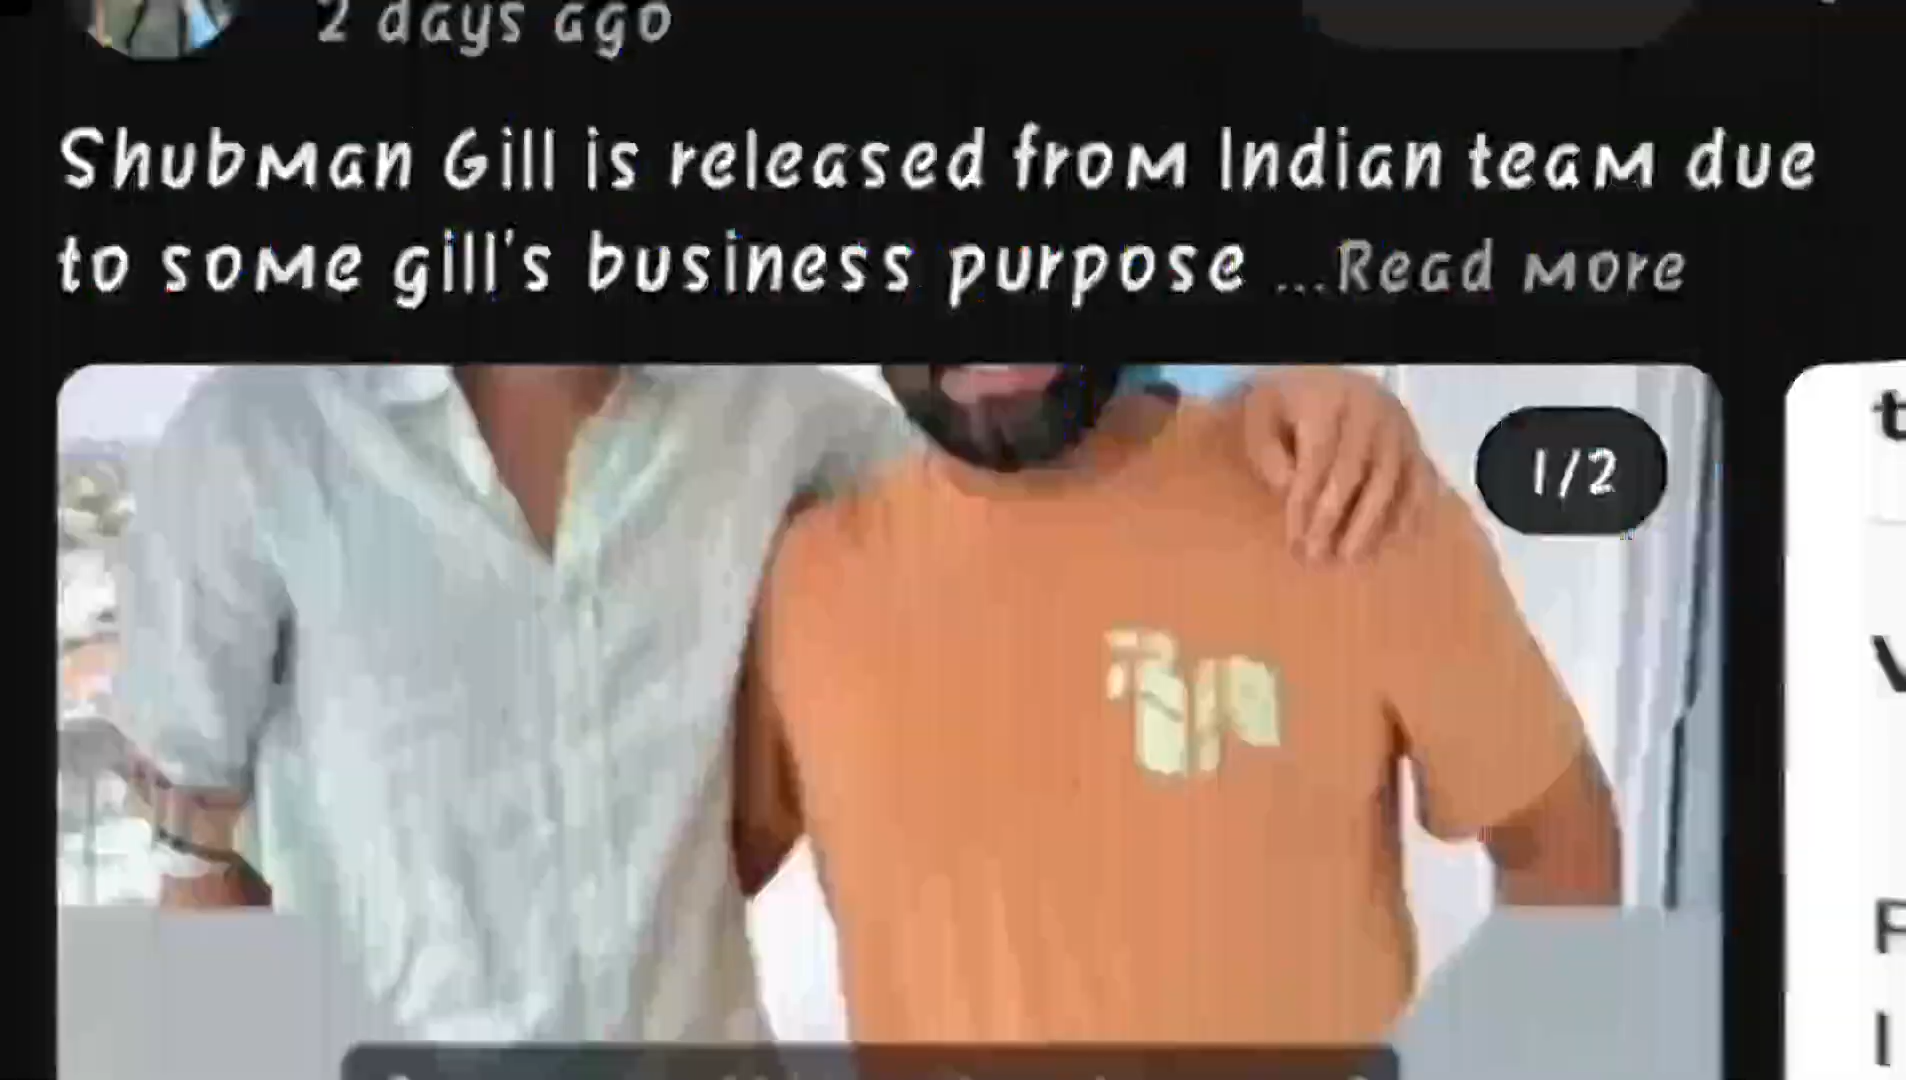 2 days ago
Shubman Gill is released from Indian team due
to some gill's business purpose ...Read more
1/2